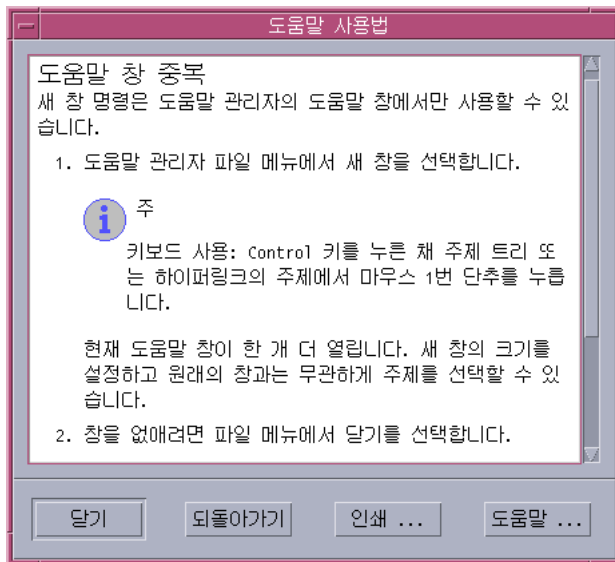 도움말 사용법
도움말 창 중복
새 창 명령은 도움말 관리자의 도움말 창에서만 사용할 수 있
습니다.
1. 도움말 관리자 파일 메뉴에서 새 창을 선택합니다.
주
키보드 사용: Control 키를 누른 채 주제 트리 또
는 하이퍼링크의 주제에서 마우스 1번 단추를 누릅
니다.
현재 도움말 창이 한 개 더 열립니다. 새 창의 크기를
설정하고 원래의 창과는 무관하게 주제를 선택할 수 있
습니다.
2. 창을 없애려면 파일 메뉴에서 닫기를 선택합니다.
닫기 되돌아가기 인쇄 ... 도움말 ...